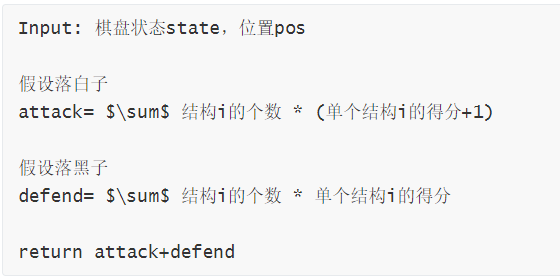 Input: 棋盘状态state，位置pos
假设落白子
attack= $\sum$ 结构i的个数 * (单个结构i的得分+1)
假设落黑子
defend= $\sum$ 结构i的个数 * 单个结构i的得分
return attack+defend